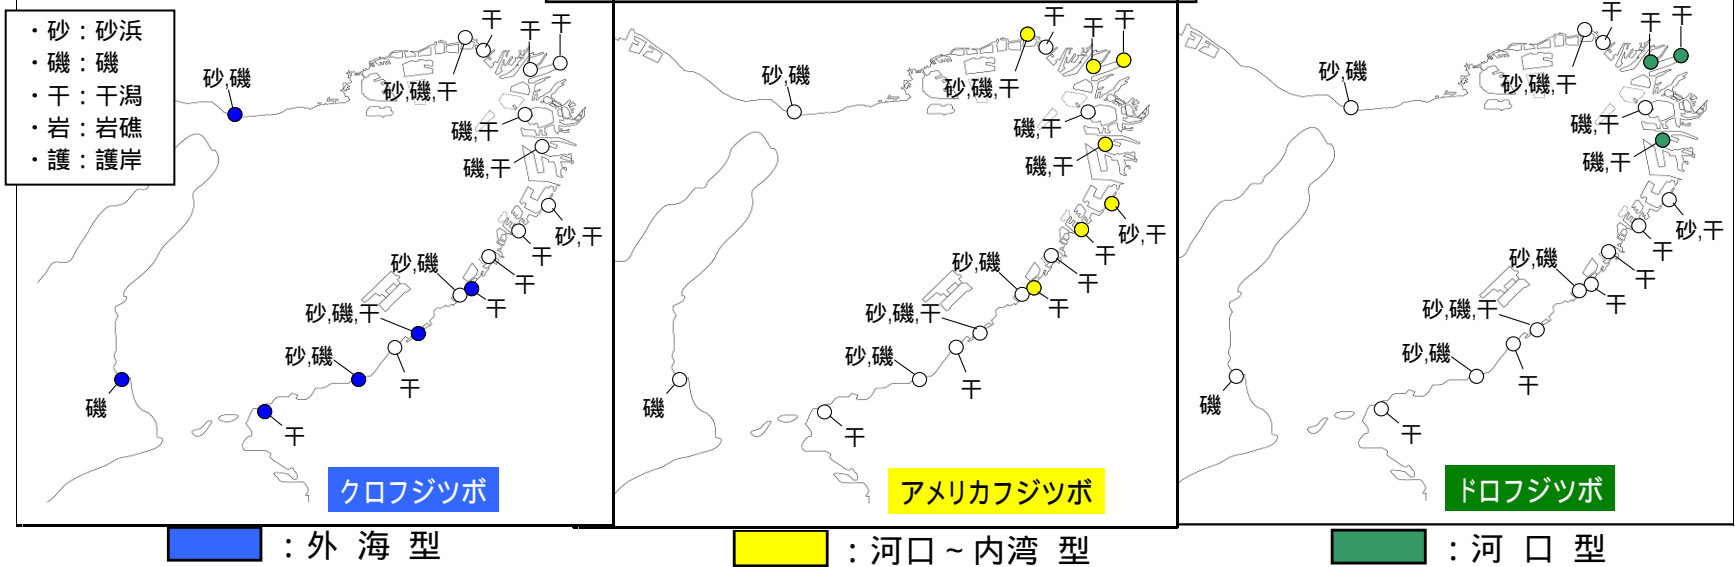 ・砂：砂浜
・磯：磯
・干：干潟
・岩：岩礁
・護：護岸
干
干
干
砂,磯
砂,磯,干
磯,干
磯,干
砂,干
干
干
砂,磯
干
砂,磯,干
砂,磯
干
磯
干
クロフジツボ
：外 海 型
干
干
干
砂,磯
砂,磯,干
磯,干
磯,干
砂,干
干
干
砂,磯
干
砂,磯,干
砂,磯
干
磯
干
アメリカフジツボ
：河口～内湾 型
干
干
干
砂,磯
砂,磯,干
磯,干
磯,干
砂,干
干
干
砂,磯
干
砂,磯,干
砂,磯
干
磯
干
ドロフジツボ
：河 口 型